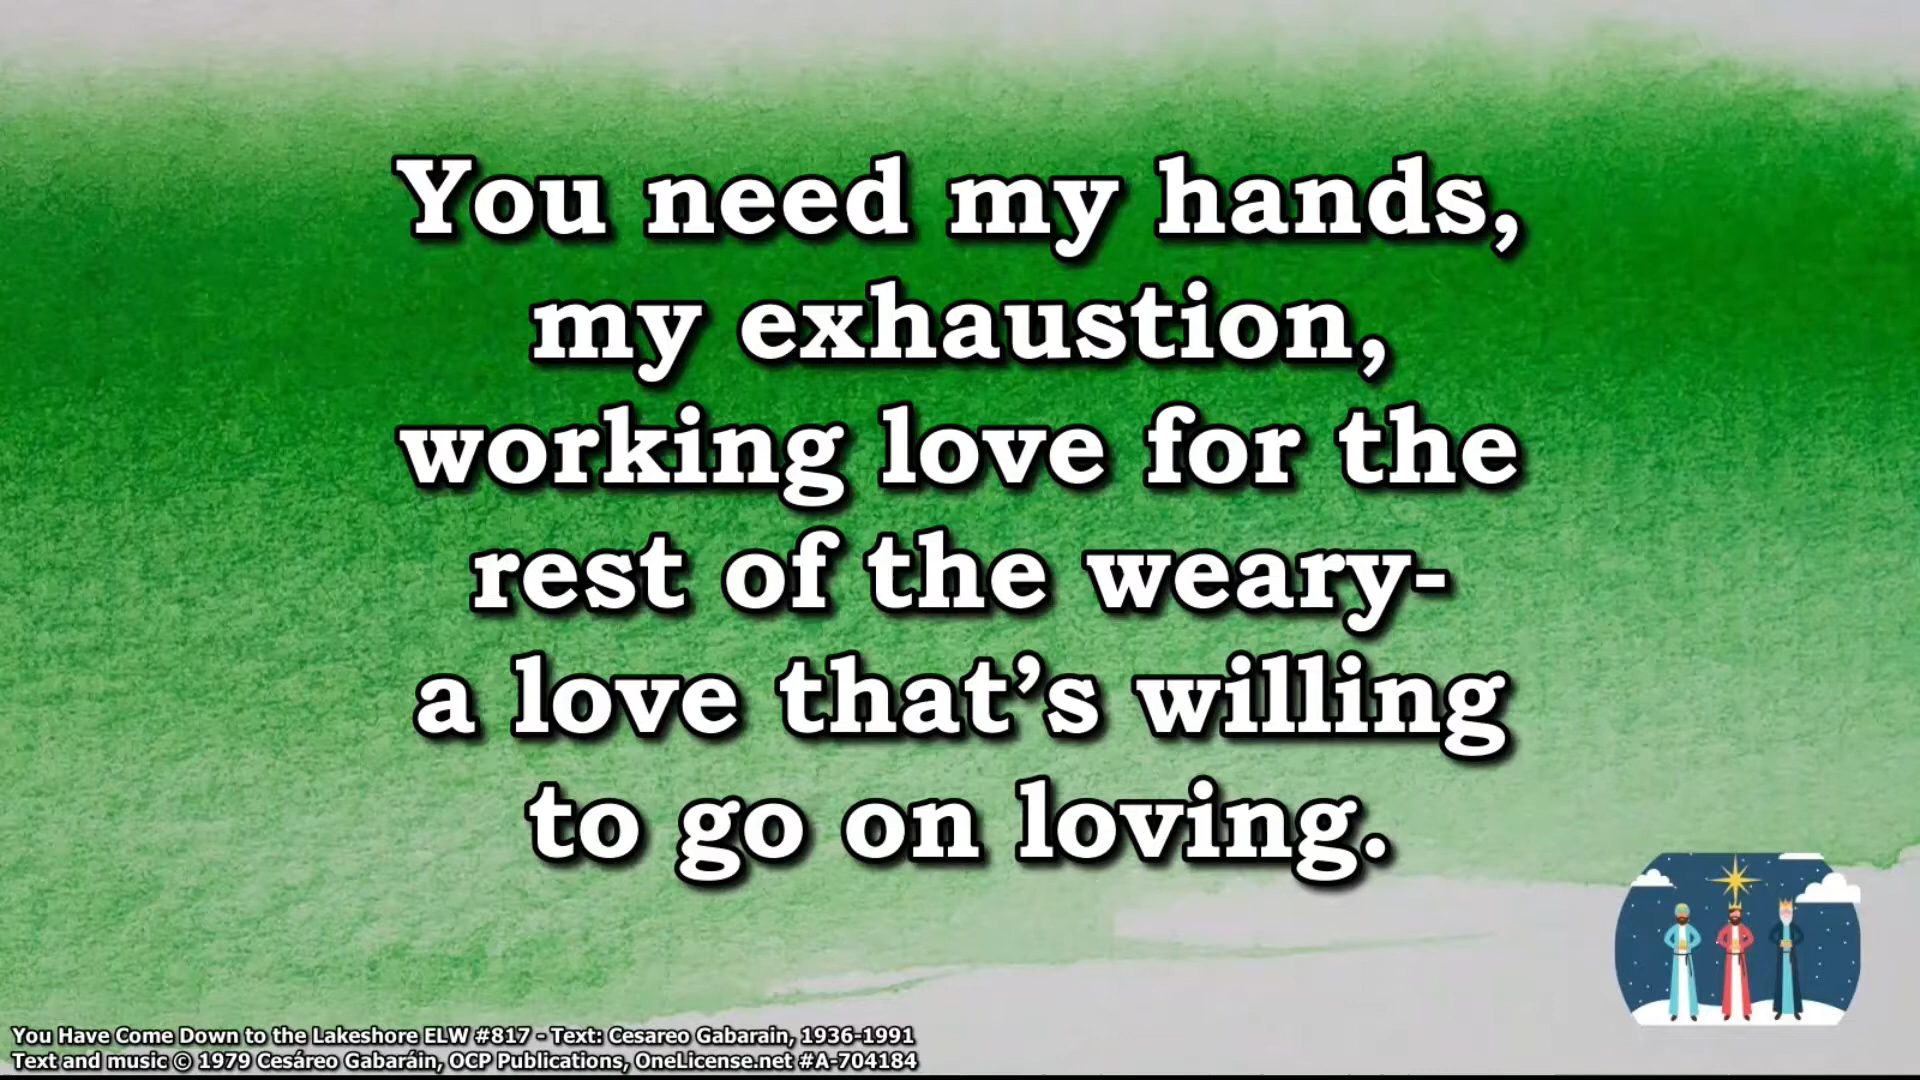 You need my hands,
my exhaustion,
working love for the
rest of the weary-
a love that’s willing
to go on loving.
You Have Come Down to the Lakeshore ELW #817 - Text: Cesareo Gabarain, 1936-1991
Text and music © 1979 Cesáreo Gabaráin, OCP Publications, OneLicense.net #A-704184